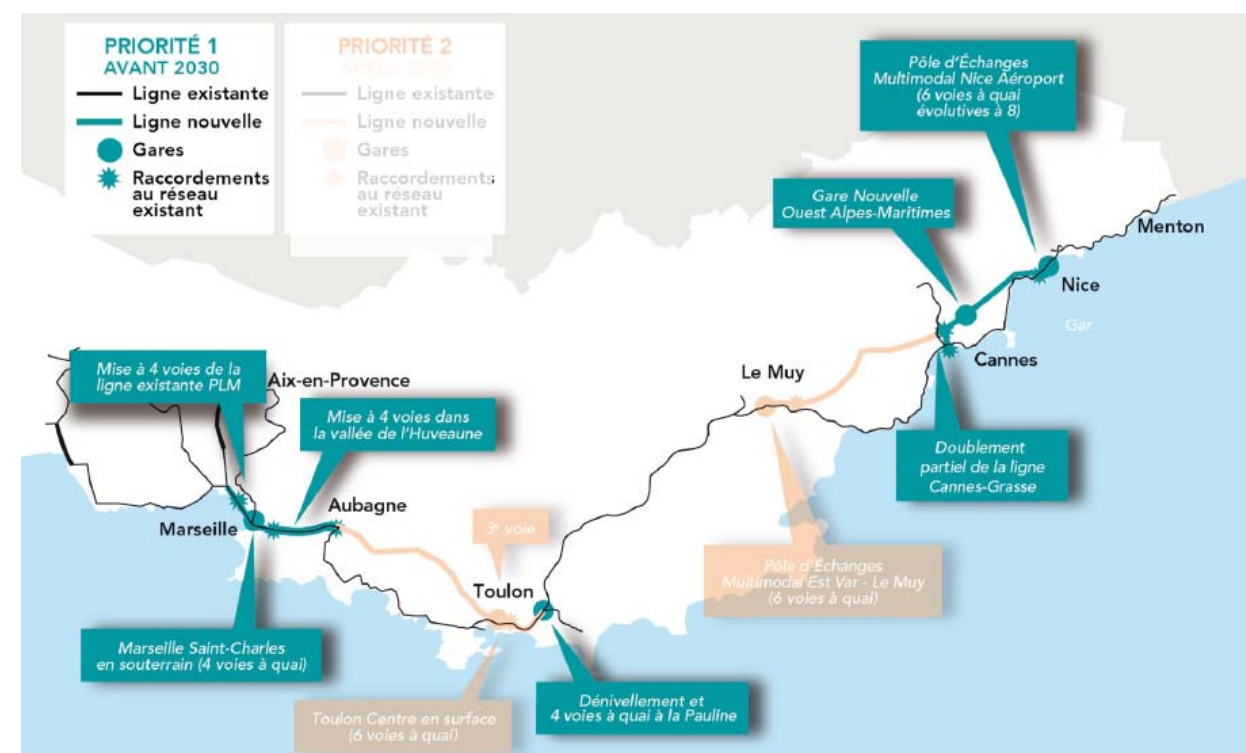 PRIORITÉ 1
AVANT 2030
Ligne existante
Ligne nouvelle
Gares
Raccordements
au réseau
existant
PRIORITÉ 2
APRÈS 2030
Ligne existante
Ligne nouvelle
Gares
Raccordements
au réseau
existant
Pôle d'Échanges
Multimodal Nice Aéroport
(6 voies à quai
évolutives à 8)
Gare Nouvelle
Ouest Alpes-Maritimes
Menton
Nice
Gar
Cannes
Le Muy
Mise à 4 voies de la
ligne existante PLM
Aix-en-Provence
Mise à 4 voies dans
la vallée de l'Huveaune
Doublement
partiel de la ligne
Cannes-Grasse
Aubagne
Marseille
3e voie
Toulon
Pôle d'Échanges
Multimodal Est Var - Le Muy
(6 voies à quai)
Marseille Saint-Charles
en souterrain (4 voies à quai)
Toulon Centre en surface
(6 voies à quai)
Dénivellement et
4 voies à quai à la Pauline